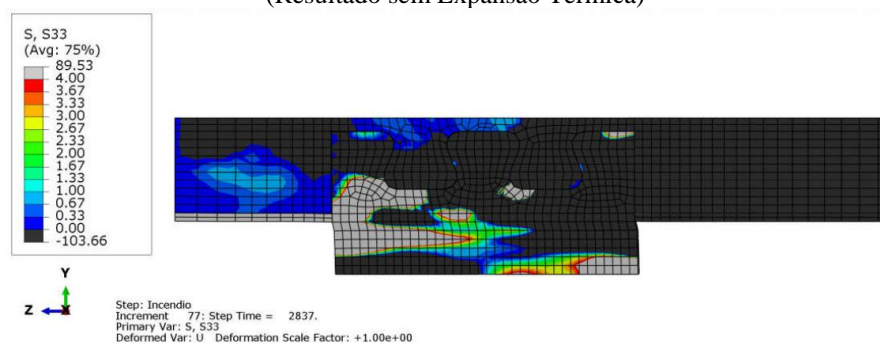 (Resultado sem Expansão Térmica)
S, S33
(Avg: 75%)
89.53
4.00
3.67
3.33
3.00
2.67
2.33
2.00
1.67
1.33
1.00
0.67
0.33
0.00
-103.66
Y
Z X
Step: Incendio
Increment 77: Step Time = 2837.
Primary Var: S, S33
Deformed Var: U Deformation Scale Factor: +1.00e+00